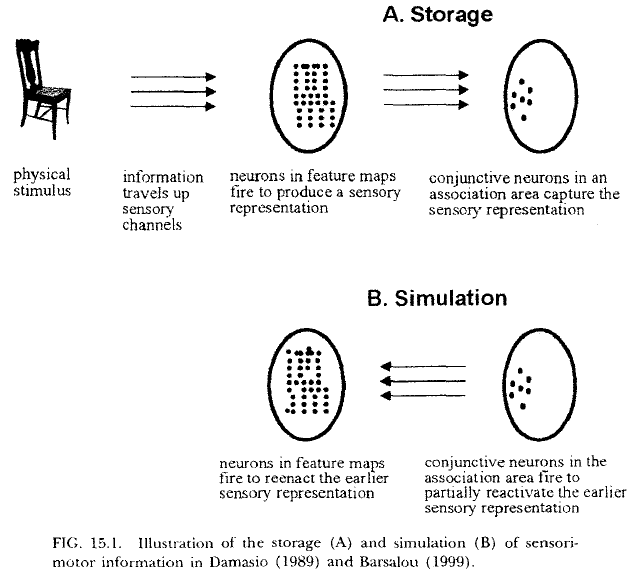 A. Storage
physical
stimulus
information
travels up
sensory
channels
neurons in feature maps
fire to produce a sensory
representation
conjunctive neurons in an
association area capture the
sensory representation
B. Simulation
neurons in feature maps
fire to reenact the earlier
sensory representation
conjunctive neurons in the
association area fire to
partially reactivate the earlier
sensory representation
FIG. 15.1. Illustration of the storage (A) and simulation (B) of sensori-
motor information in Damasio (1989) and Barsalou (1999).